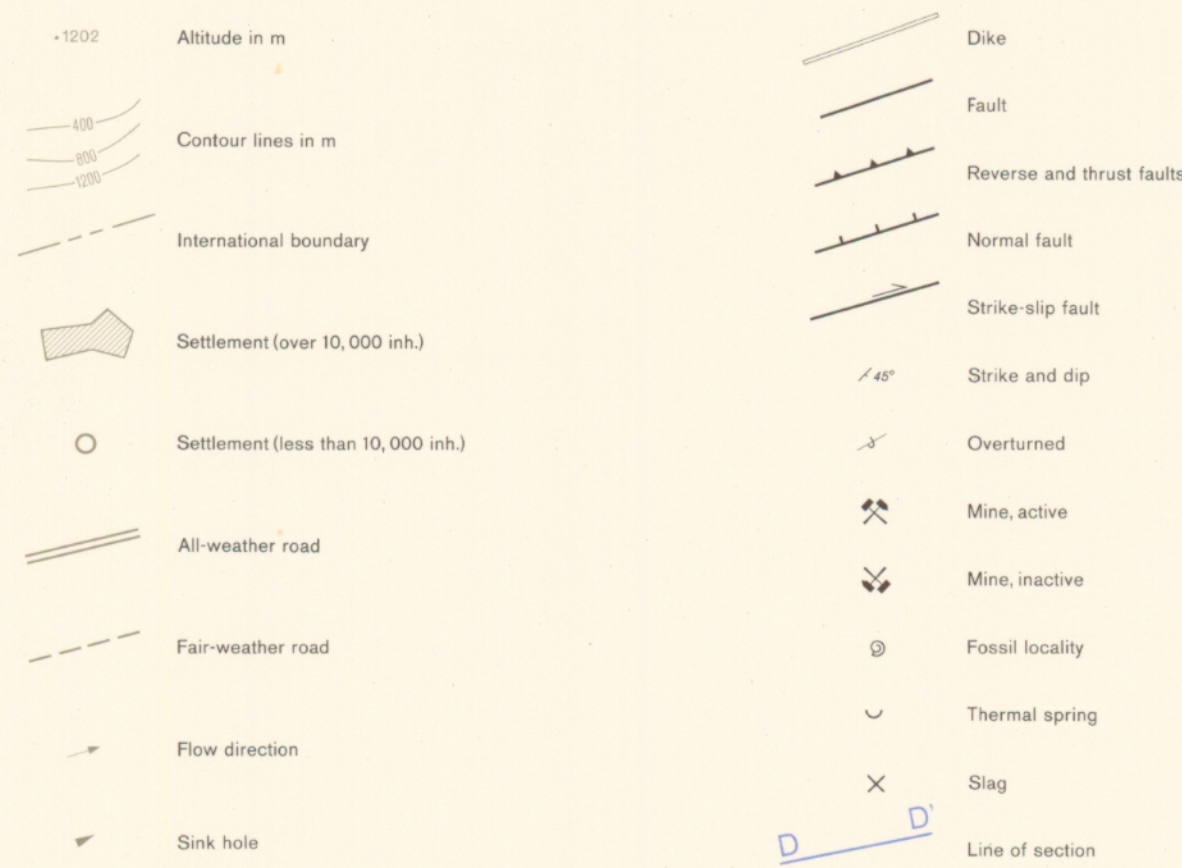 •1202 Altitude in m
400
800
1200
Contour lines in m
International boundary
Settlement (over 10,000 inh.)
Settlement (less than 10,000 inh.)
All-weather road
Fair-weather road
Flow direction
Sink hole
Dike
Fault
Reverse and thrust faults
Normal fault
Strike-slip fault
45° Strike and dip
Overturned
Mine, active
Mine, inactive
Fossil locality
Thermal spring
Slag
D D' Line of section